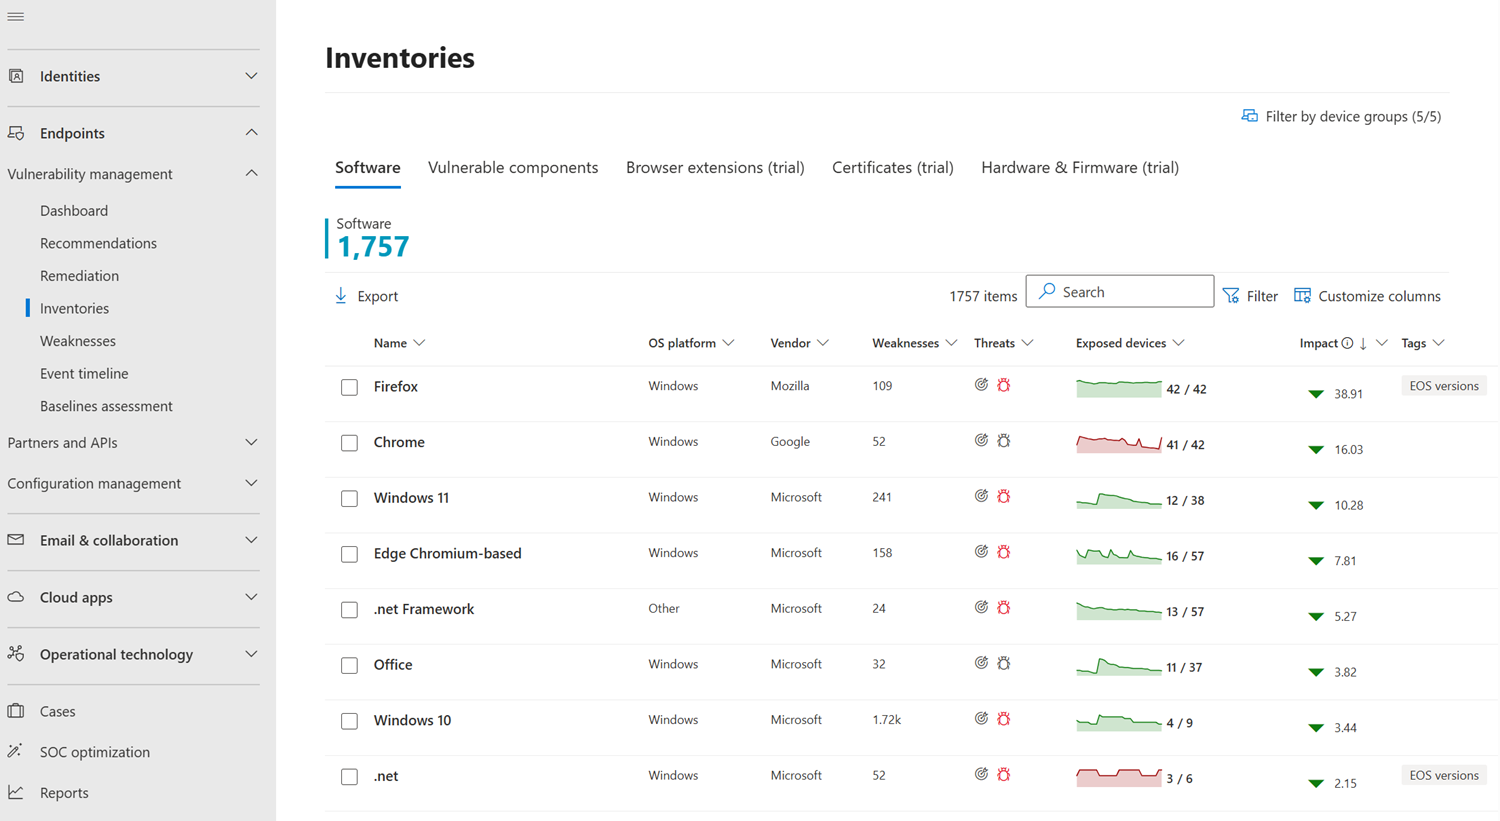 Identities
Endpoints
Vulnerability management
Dashboard
Recommendations
Remediation
Inventories
Weaknesses
Event timeline
Baselines assessment
Partners and APIs
Configuration management
Email & collaboration
Cloud apps
Operational technology
Cases
SOC optimization
Reports
Inventories
Filter by device groups (5/5)
Software Vulnerable components Browser extensions (trial) Certificates (trial) Hardware & Firmware (trial)
Software
1,757
Export 1757 items Search Filter Customize columns
Name OS platform Vendor Weaknesses Threats Exposed devices Impact Tags
Firefox Windows Mozilla 109 42 / 42 38.91 EOS versions
Chrome Windows Google 52 41 / 42 16.03
Windows 11 Windows Microsoft 241 12 / 38 10.28
Edge Chromium-based Windows Microsoft 158 16 / 57 7.81
.net Framework Other Microsoft 24 13 / 57 5.27
Office Windows Microsoft 32 11 / 37 3.82
Windows 10 Windows Microsoft 1.72k 4 / 9 3.44
.net Windows Microsoft 52 3 / 6 2.15 EOS versions